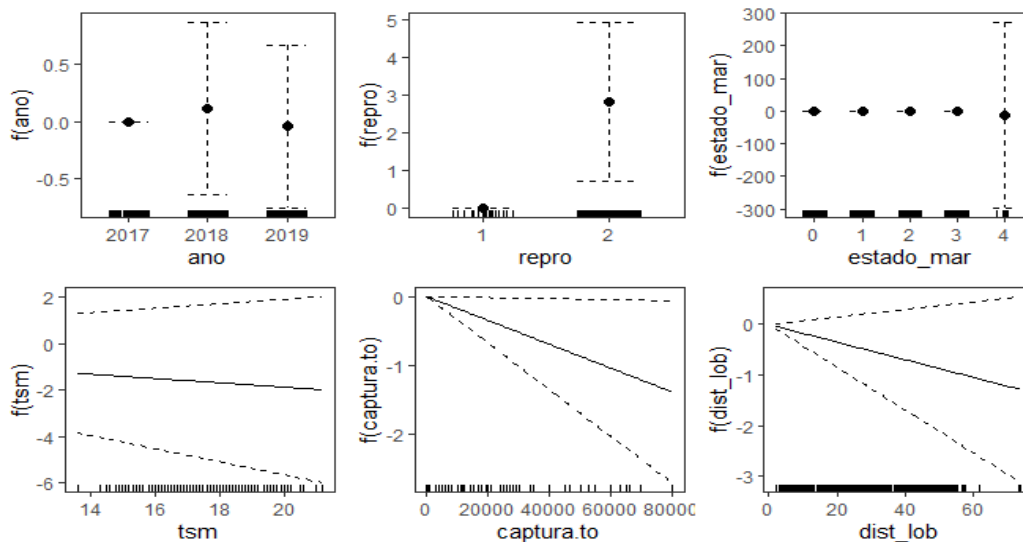 f(ano)
0.5
0.0
-0.5
2017 2018 2019
ano
f(repro)
5
4
3
2
1
0
1 2
repro
f(estado_mar)
300
200
100
0
-100
-200
-300
0 1 2 3 4
estado_mar
f(tsm)
2
0
-2
-4
-6
14 16 18 20
tsm
f(captura.to)
0
-1
-2
0 20000 40000 60000 80000
captura.to
f(dist_lob)
0
-1
-2
-3
0 20 40 60
dist_lob